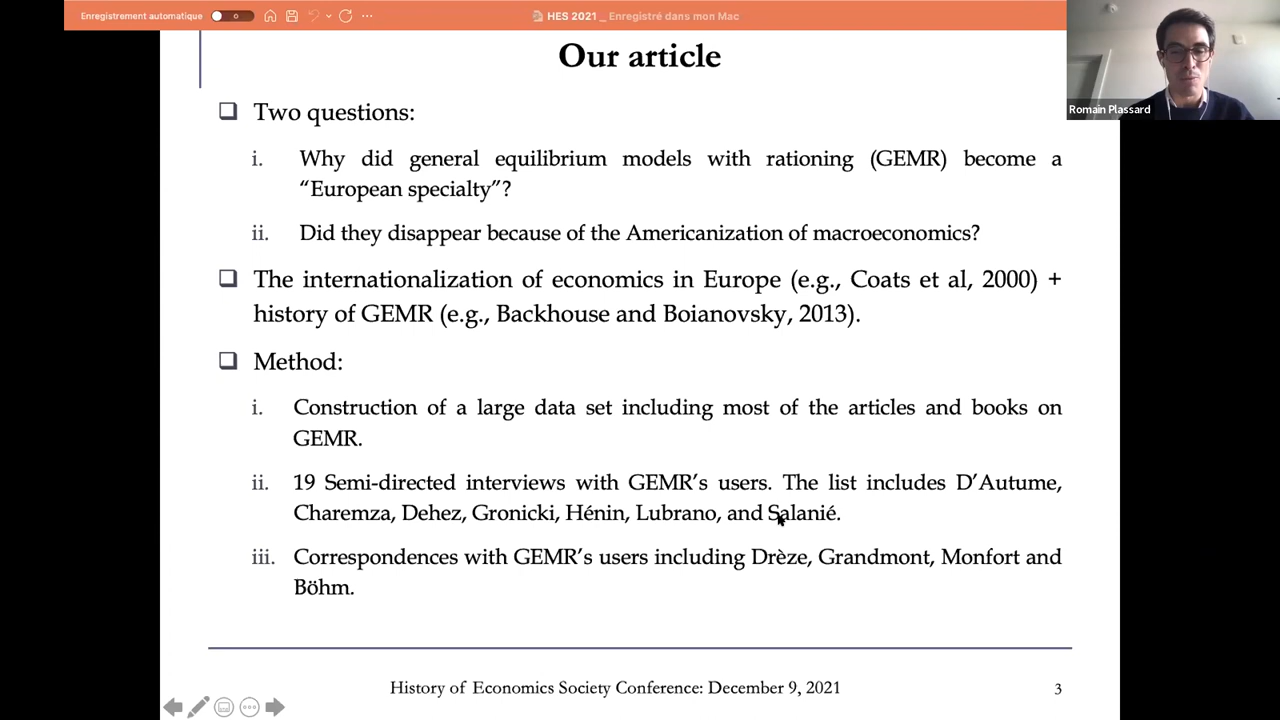 Enregistrement automatique
HES 2021 _ Enregistré dans mon Mac
Romain Plassard
Our article
Two questions:
i. Why did general equilibrium models with rationing (GEMR) become a
“European specialty”?
ii. Did they disappear because of the Americanization of macroeconomics?
The internationalization of economics in Europe (e.g., Coats et al, 2000) +
history of GEMR (e.g., Backhouse and Boianovsky, 2013).
Method:
i. Construction of a large data set including most of the articles and books on
GEMR.
ii. 19 Semi-directed interviews with GEMR’s users. The list includes D’Autume,
Charemza, Dehez, Gronicki, Hénin, Lubrano, and Salanié.
iii. Correspondences with GEMR’s users including Drèze, Grandmont, Monfort and
Böhm.
History of Economics Society Conference: December 9, 2021
3